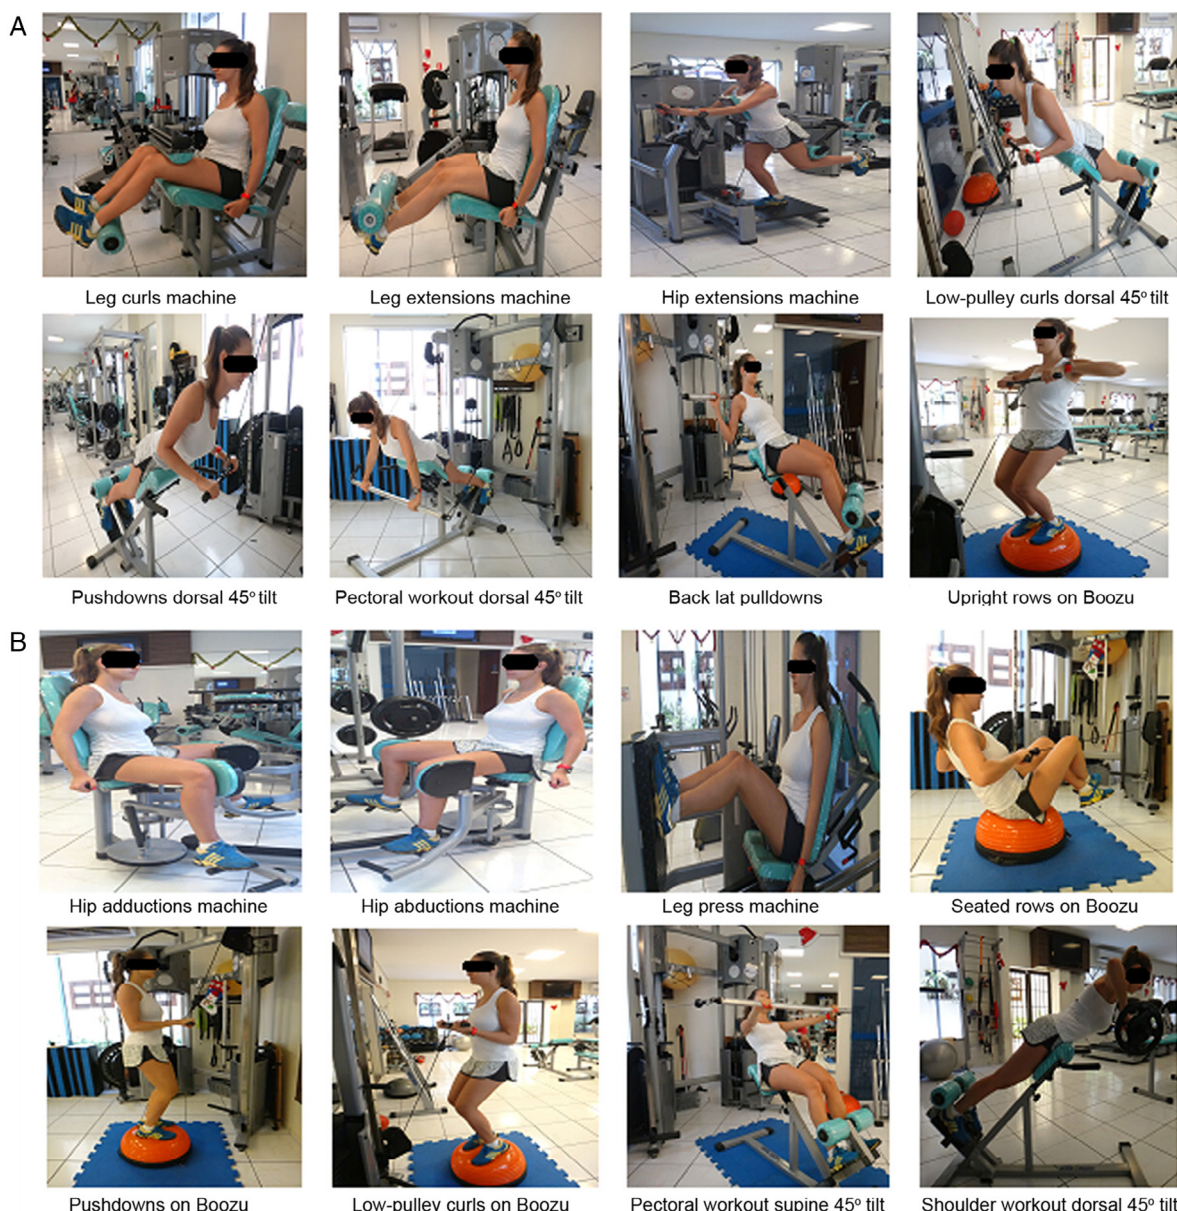 A
Leg curls machine
Leg extensions machine
Hip extensions machine
Low-pulley curls dorsal 45º tilt
Pushdowns dorsal 45º tilt
Pectoral workout dorsal 45º tilt
Back lat pulldowns
Upright rows on Boozu
B
Hip adductions machine
Hip abductions machine
Leg press machine
Seated rows on Boozu
Pushdowns on Boozu
Low-pulley curls on Boozu
Pectoral workout supine 45º tilt
Shoulder workout dorsal 45º tilt